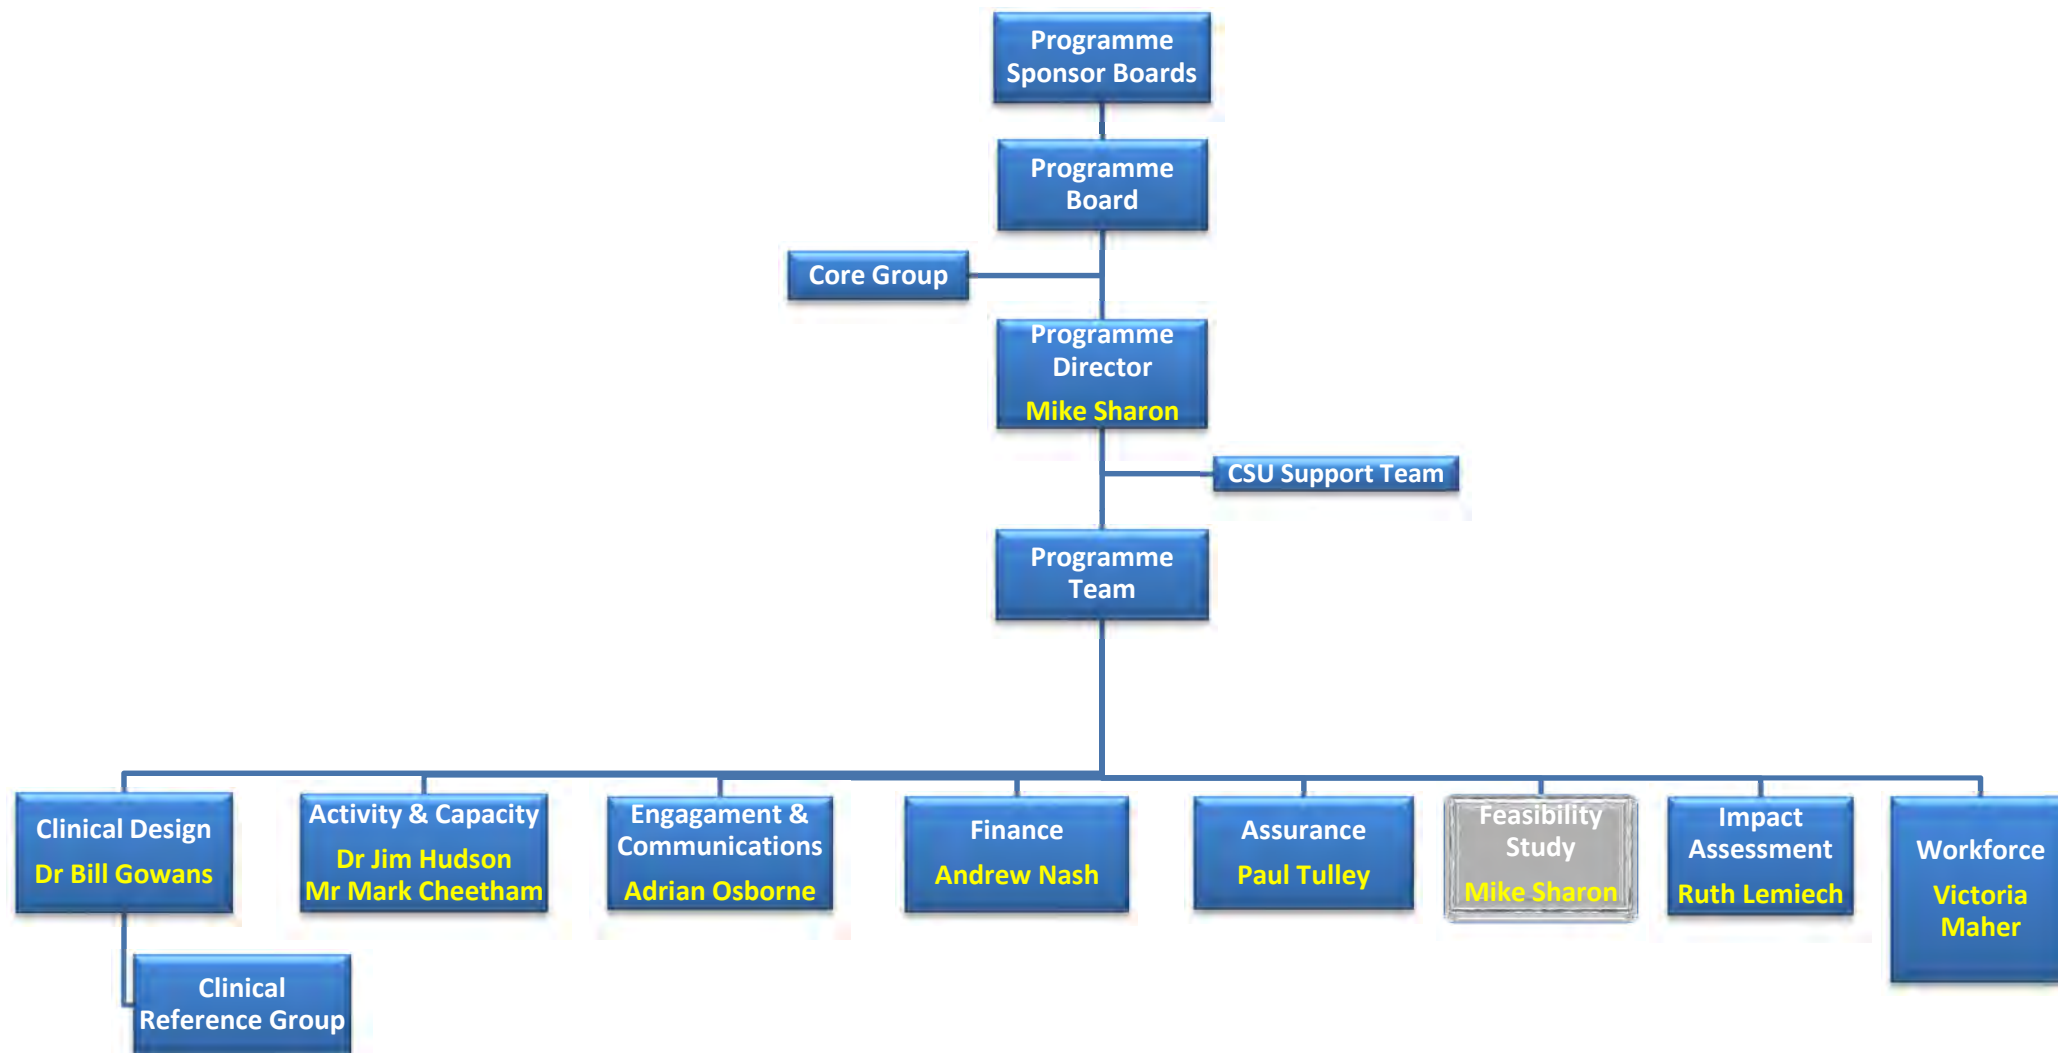 Programme
Sponsor Boards
Programme
Board
Core Group
Programme
Director
Mike Sharon
CSU Support Team
Programme
Team
Clinical Design
Dr Bill Gowans
Activity & Capacity
Dr Jim Hudson
Mr Mark Cheetham
Engagament &
Communications
Adrian Osborne
Finance
Andrew Nash
Assurance
Paul Tulley
Feasibility
Study
Mike Sharon
Impact
Assessment
Ruth Lemiech
Workforce
Victoria
Maher
Clinical
Reference Group